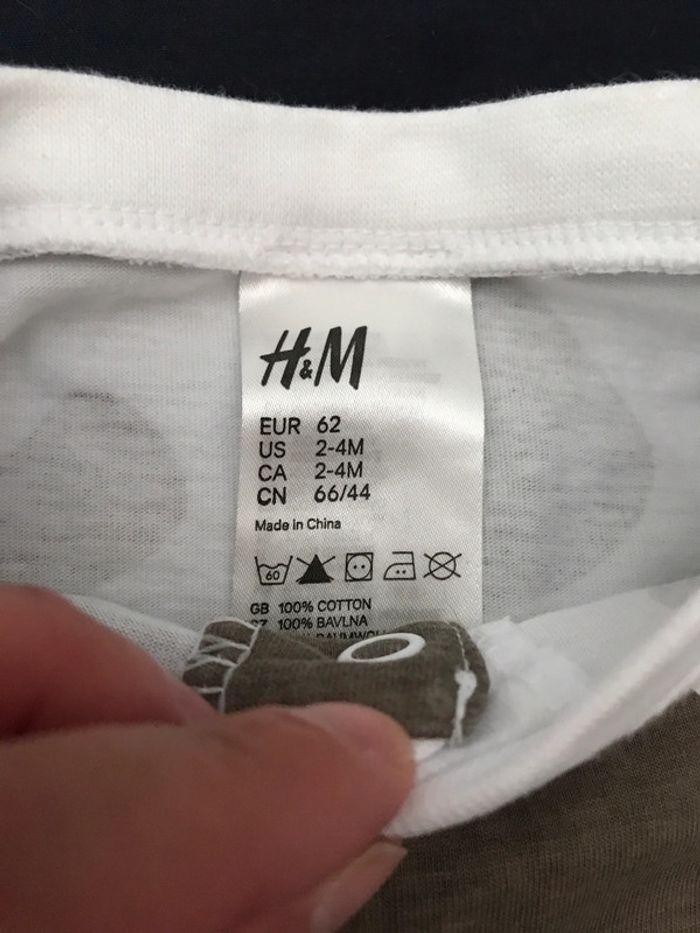 H&M
EUR 62
US 2-4M
CA 2-4M
CN 66/44
Made in China
60
GB 100% COTTON
100% BAVLNA